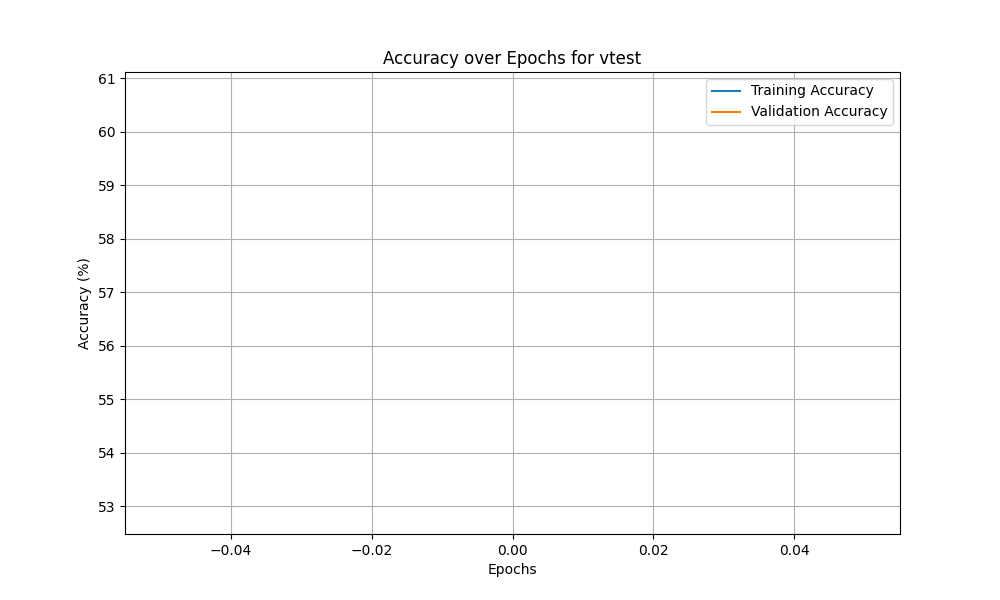 Accuracy over Epochs for vtest
61
60
59
58
57
56
55
54
53
Accuracy (%)
Training Accuracy
Validation Accuracy
−0.04
−0.02
0.00
0.02
0.04
Epochs